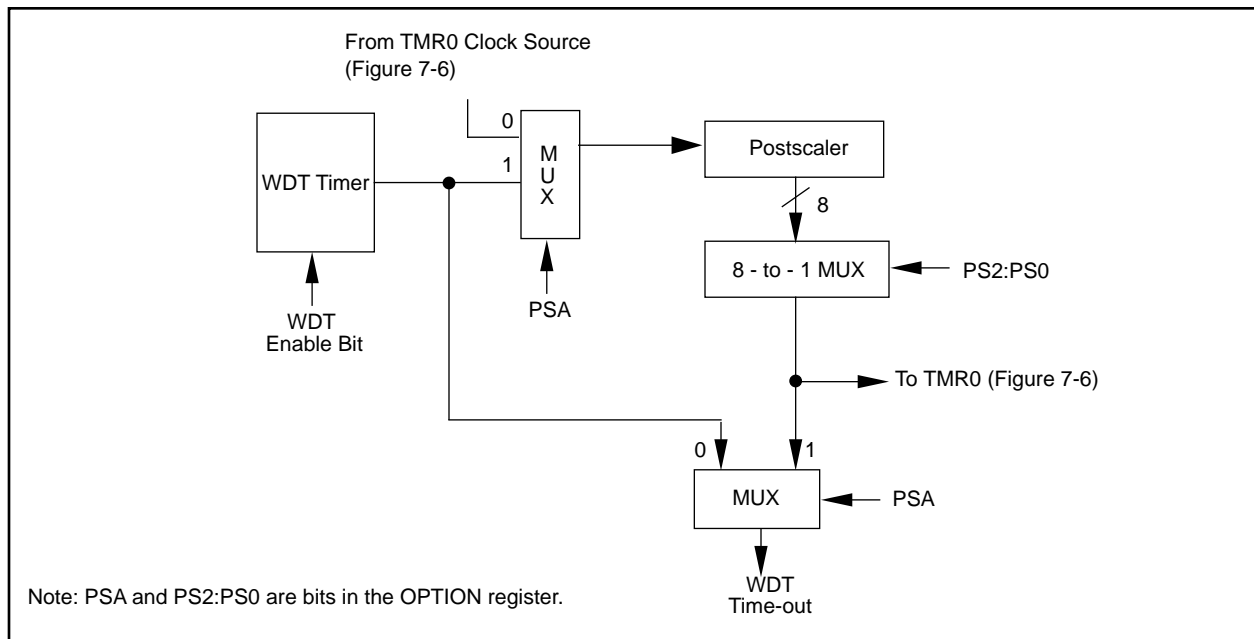 From TMR0 Clock Source
(Figure 7-6)
0
1
M
U
X
WDT Timer
Postscaler
8
8 - to - 1 MUX
PS2:PS0
PSA
WDT
Enable Bit
To TMR0 (Figure 7-6)
0
1
MUX
PSA
WDT
Time-out
Note: PSA and PS2:PS0 are bits in the OPTION register.